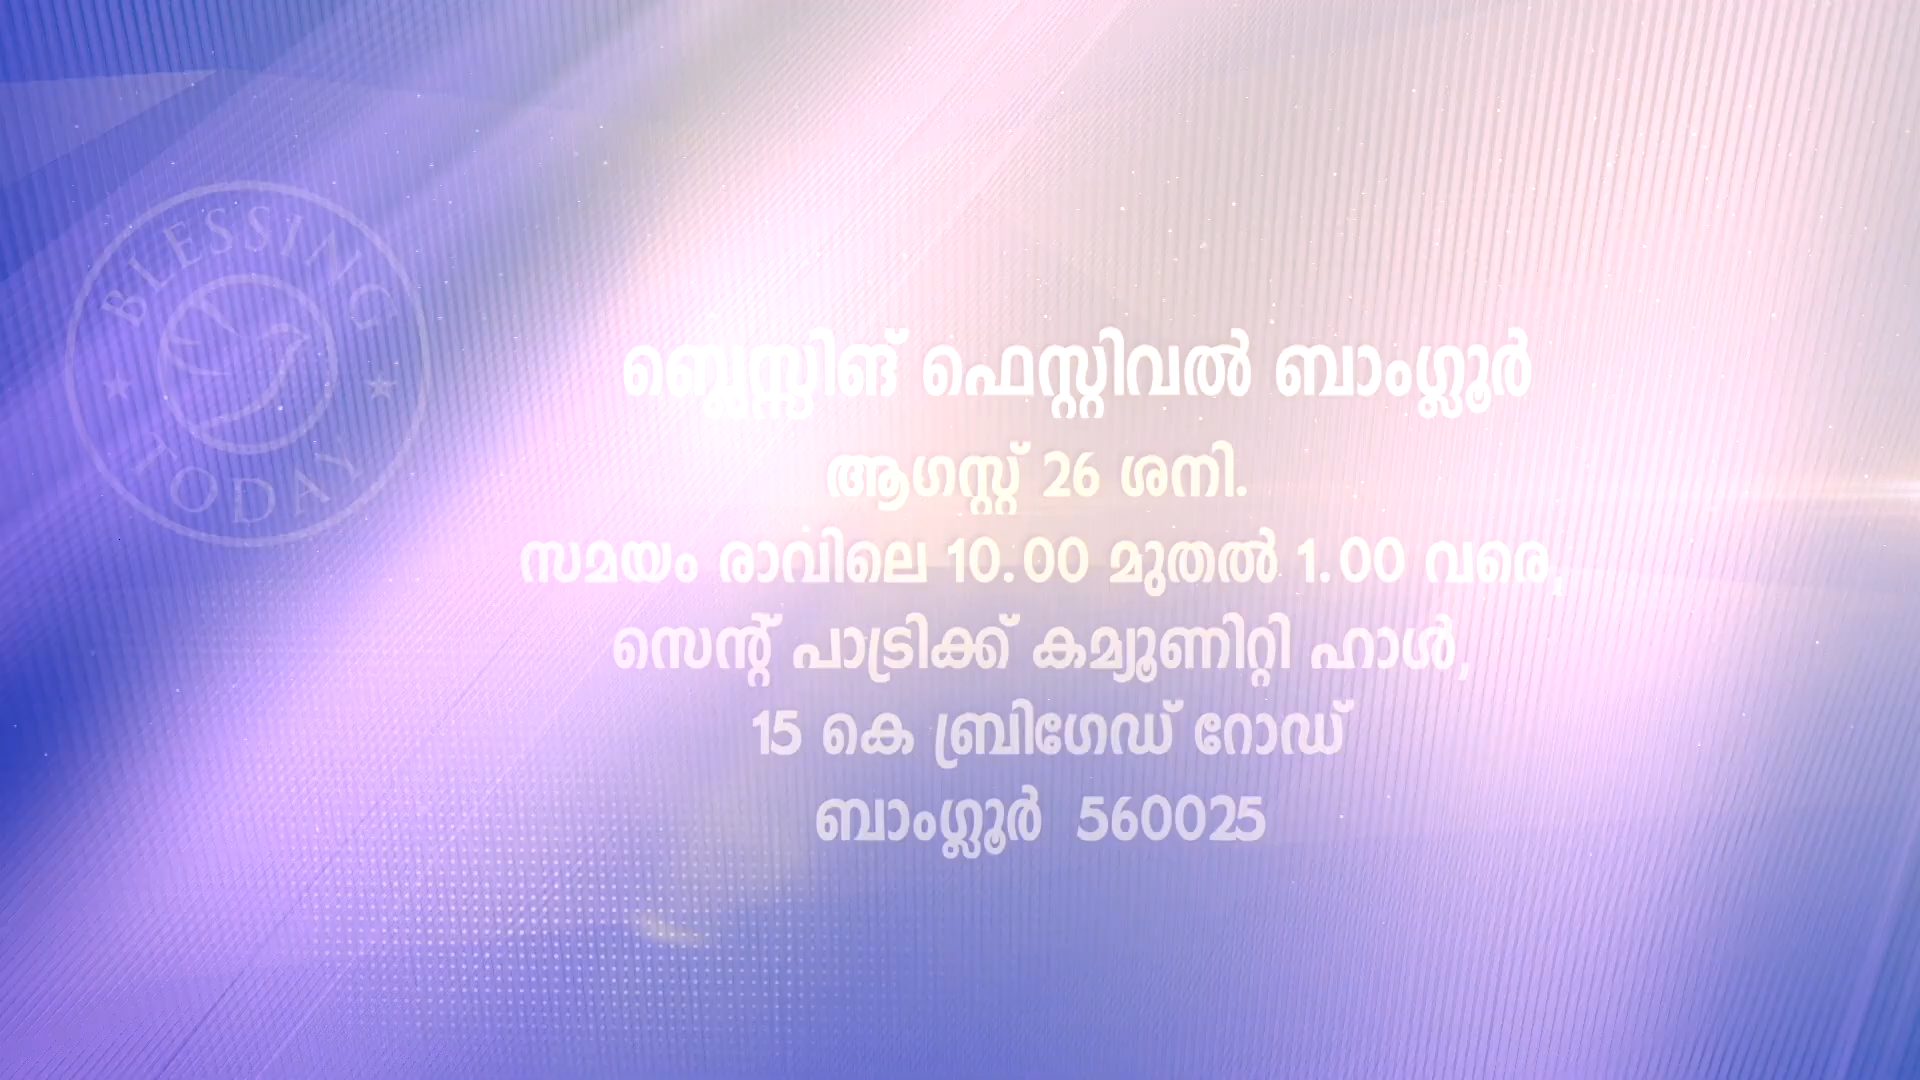 BLESSING
TODAY
ബ്ലെസ്സിങ് ഫെസ്റ്റിവൽ ബാംഗ്ലൂർ
ആഗസ്റ്റ് 26 ശനി.
സമയം രാവിലെ 10.00 മുതൽ 1.00 വരെ,
സെന്റ് പാട്രിക്ക് കമ്യൂണിറ്റി ഹാൾ,
15 കെ ബ്രിഗേഡ് റോഡ്
ബാംഗ്ലൂർ 560025